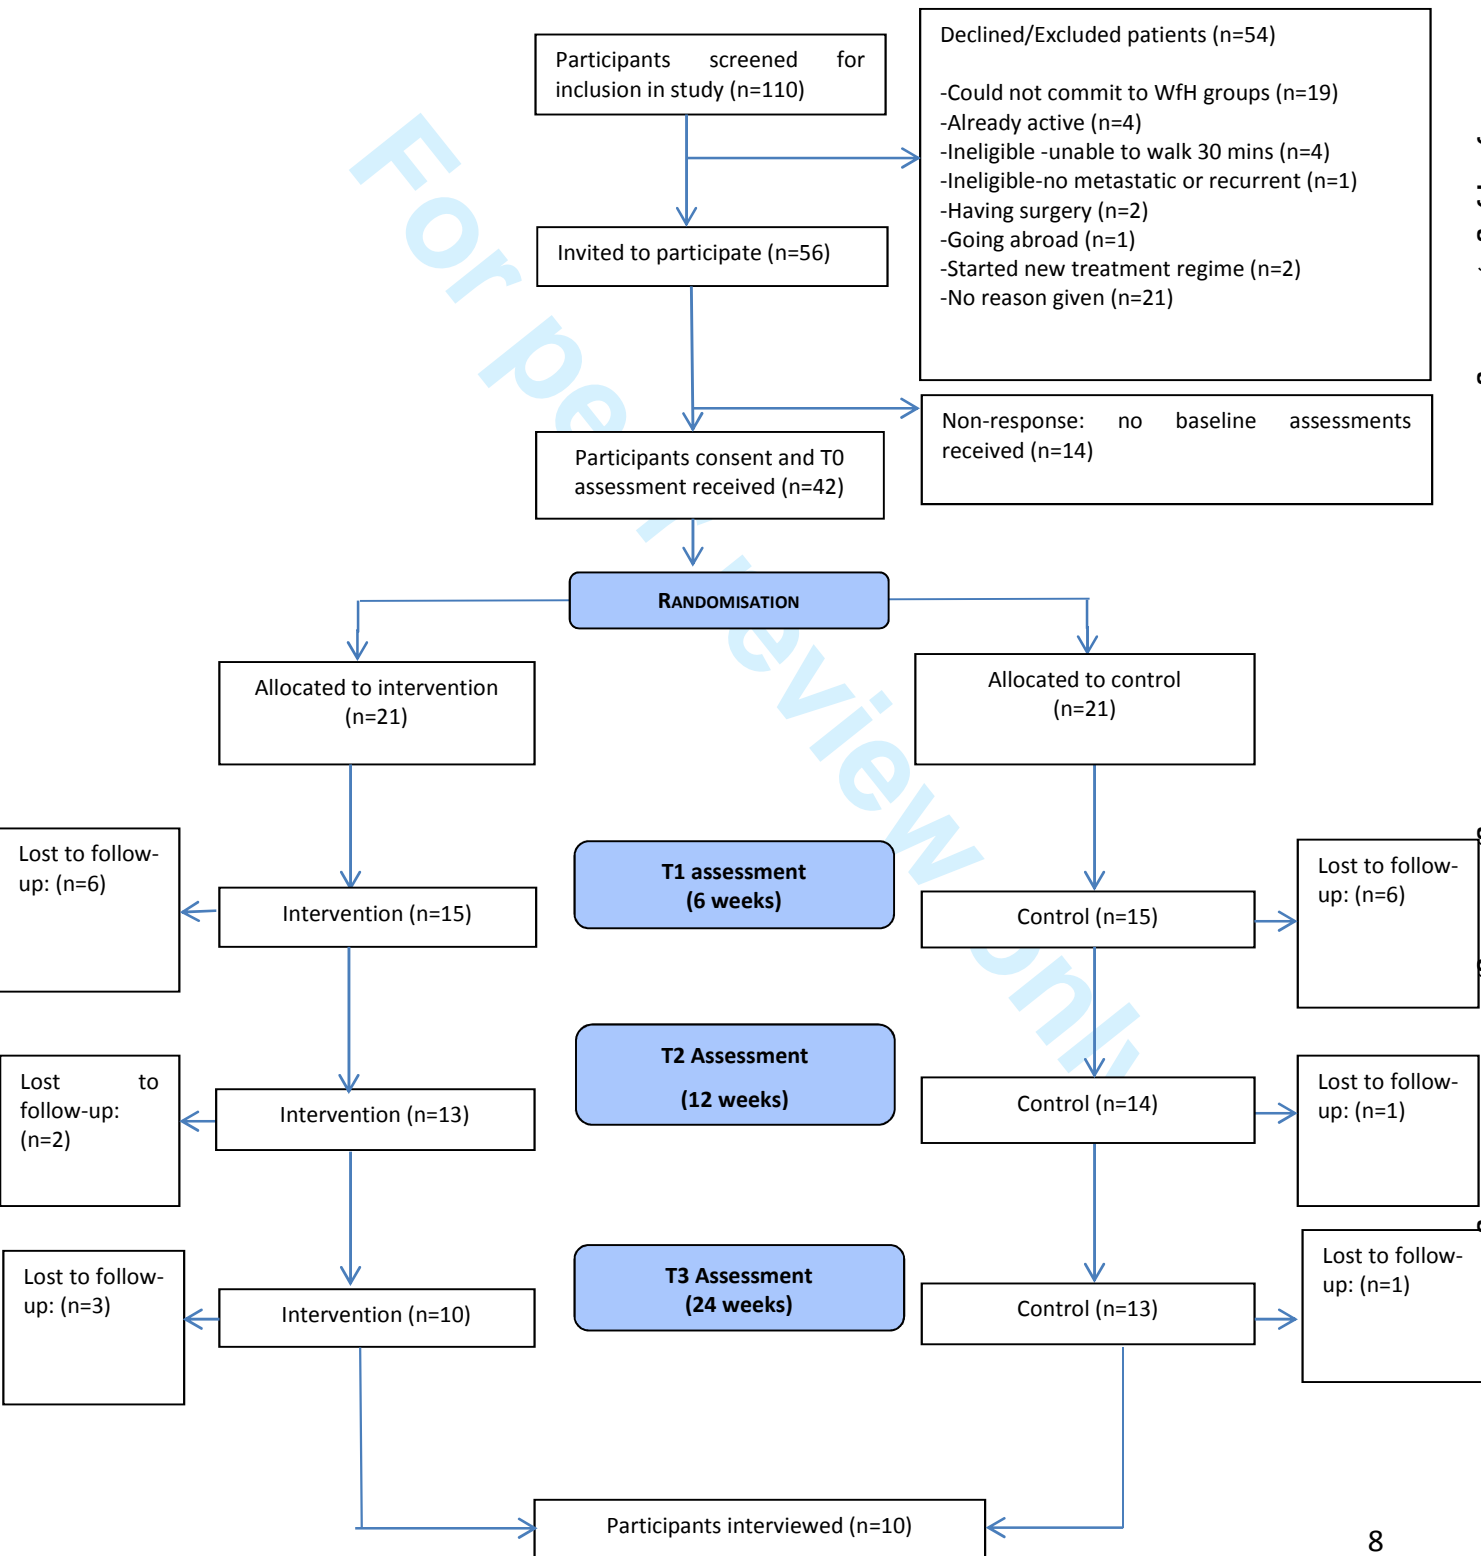 Participants screened for
inclusion in study (n=110)
Declined/Excluded patients (n=54)
-Could not commit to WfH groups (n=19)
-Already active (n=4)
-Ineligible -unable to walk 30 mins (n=4)
-Ineligible-no metastatic or recurrent (n=1)
-Having surgery (n=2)
-Going abroad (n=1)
-Started new treatment regime (n=2)
-No reason given (n=21)
Invited to participate (n=56)
Non-response: no baseline assessments
received (n=14)
Participants consent and T0
assessment received (n=42)
RANDOMISATION
Allocated to intervention
(n=21)
Allocated to control
(n=21)
Lost to follow-
up: (n=6)
Intervention (n=15)
T1 assessment
(6 weeks)
Control (n=15)
Lost to follow-
up: (n=6)
Lost to
follow-up:
(n=2)
Intervention (n=13)
T2 Assessment
(12 weeks)
Control (n=14)
Lost to follow-
up: (n=1)
Lost to follow-
up: (n=3)
Intervention (n=10)
T3 Assessment
(24 weeks)
Control (n=13)
Lost to follow-
up: (n=1)
Participants interviewed (n=10)
8
For peer review only